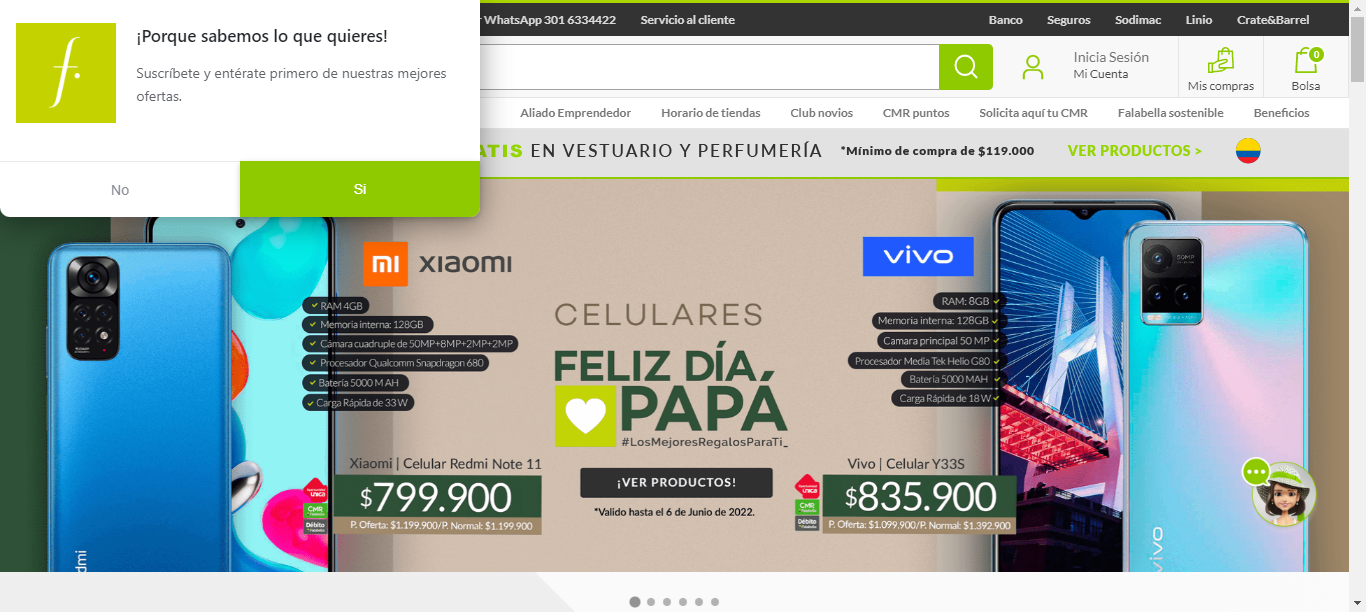 ¡Porque sabemos lo que quieres!
Suscríbete y entérate primero de nuestras mejores
ofertas.
No
Si
WhatsApp 301 6334422
Servicio al cliente
Banco
Seguros
Sodimac
Linio
Crate&Barrel
Inicia Sesión
Mi Cuenta
Mis compras
0
Bolsa
Aliado Emprendedor
Horario de tiendas
Club novios
CMR puntos
Solicita aquí tu CMR
Falabella sostenible
Beneficios
EN VESTUARIO Y PERFUMERÍA
*Mínimo de compra de $119.000
VER PRODUCTOS >
mi xiaomi
RAM 4GB
Memoria interna: 128GB
Cámara cuadruple de 50MP+8MP+2MP+2MP
Procesador Qualcomm Snapdragon 680
Batería 5000 M AH
Carga Rápida de 33 W
Xiaomi | Celular Redmi Note 11
Oportunidad
única
CMR
Débito
$799.900
P. Oferta: $1.199.900/P. Normal: $1.199.900
CELULARES
FELIZ DÍA,
PAPÁ
#LosMejoresRegalosParaTi_
¡VER PRODUCTOS!
*Valido hasta el 6 de Junio de 2022.
vivo
RAM: 8GB
Memoria interna: 128GB
Camara principal 50 MP
Procesador Media Tek Helio G80
Batería 5000 MAH
Carga Rápida de 18 W
Vivo | Celular Y33S
Oportunidad
única
CMR
Débito
$835.900
P. Oferta: $1.099.900/P. Normal: $1.392.900
50MP
vivo